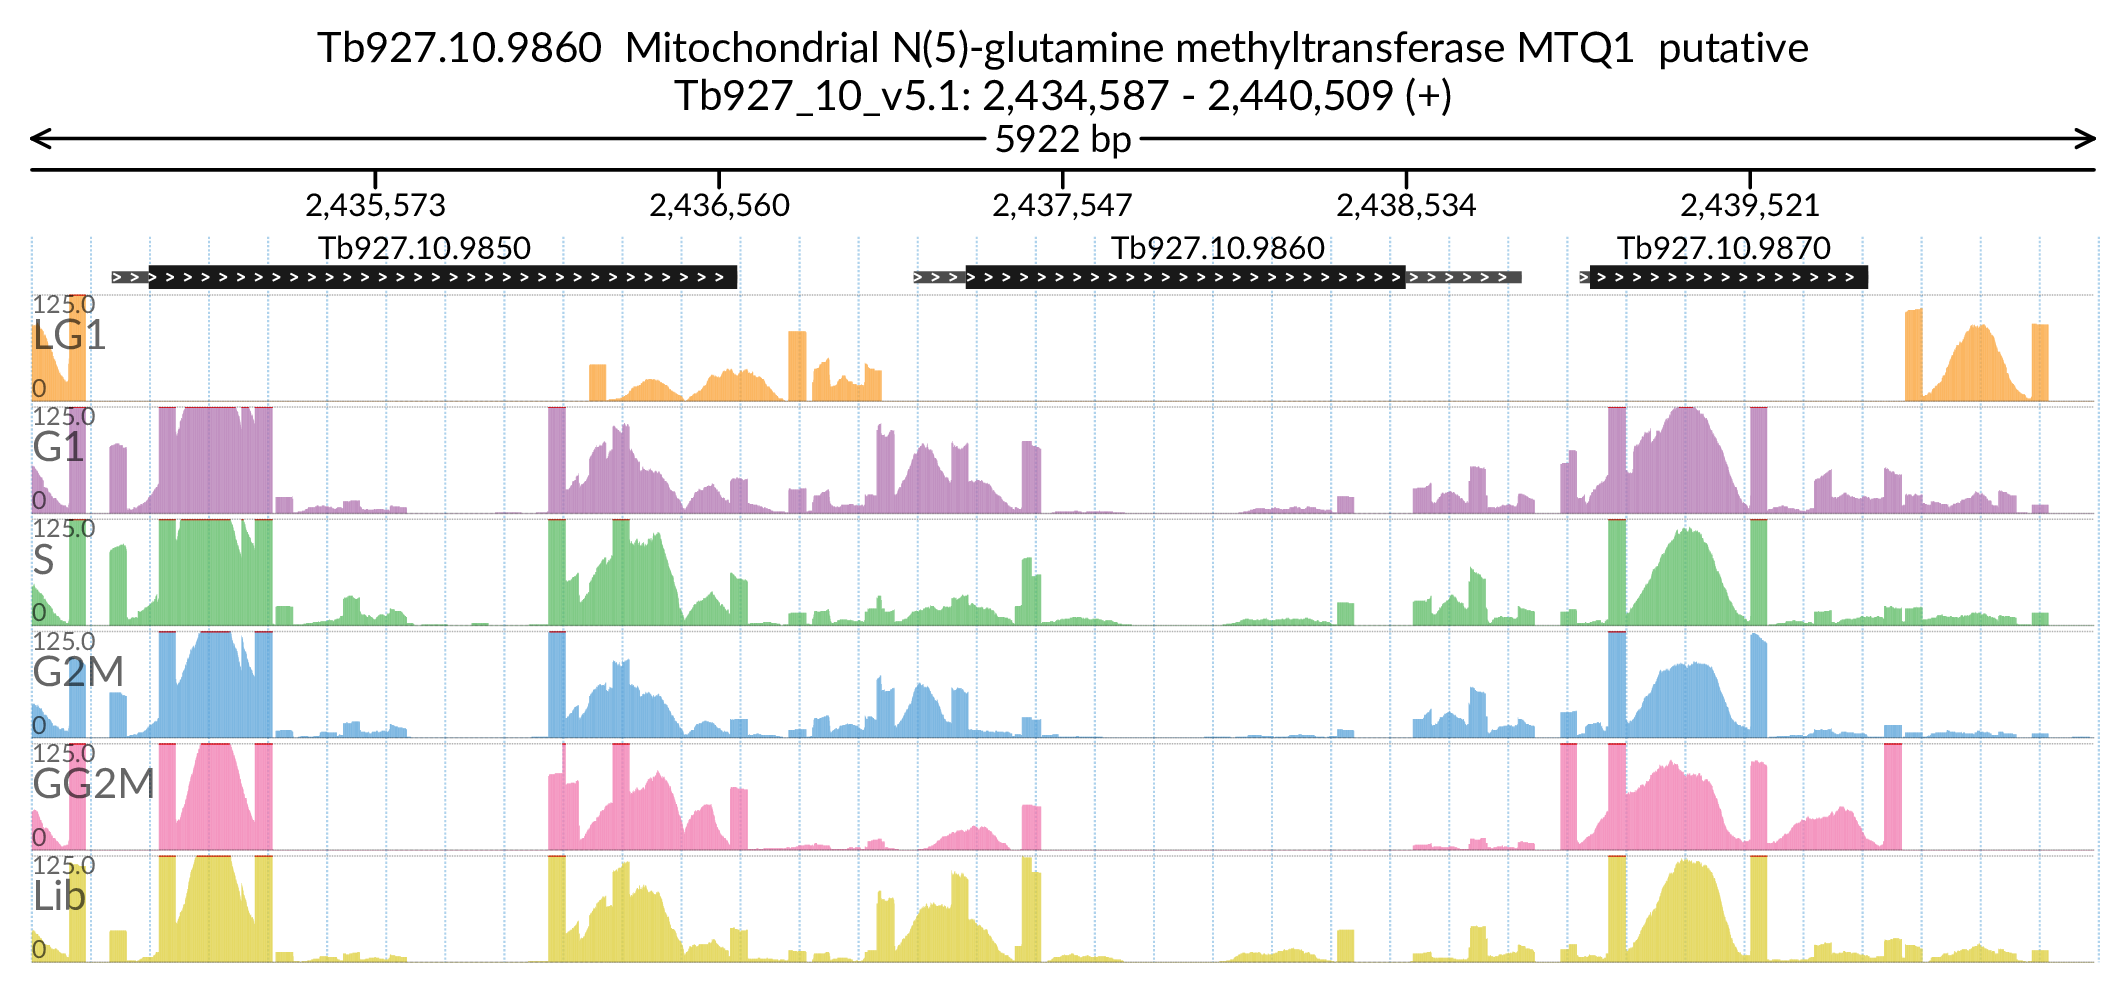 Tb927.10.9860 Mitochondrial N(5)-glutamine methyltransferase MTQ1 putative
Tb927_10_v5.1: 2,434,587 - 2,440,509 (+)
5922 bp
2,435,573 2,436,560 2,437,547 2,438,534 2,439,521
Tb927.10.9850 Tb927.10.9860 Tb927.10.9870
125.0
LG1
0
125.0
G1
0
125.0
S
0
125.0
G2M
0
125.0
GG2M
0
125.0
Lib
0